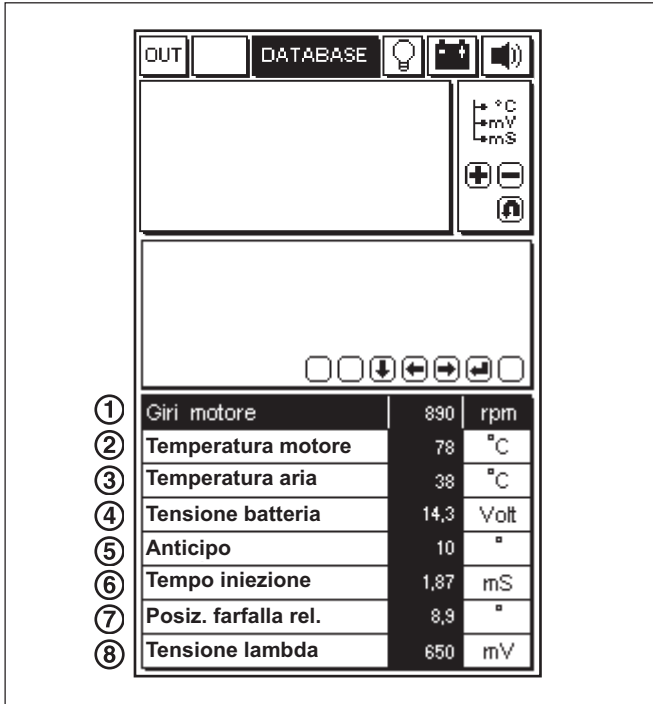 OUT DATABASE
°C
mV
mS
1 Giri motore 890 rpm
2 Temperatura motore 78 °C
3 Temperatura aria 38 °C
4 Tensione batteria 14,3 Volt
5 Anticipo 10 °
6 Tempo iniezione 1,87 mS
7 Posiz. farfalla rel. 8,9 °
8 Tensione lambda 650 mV